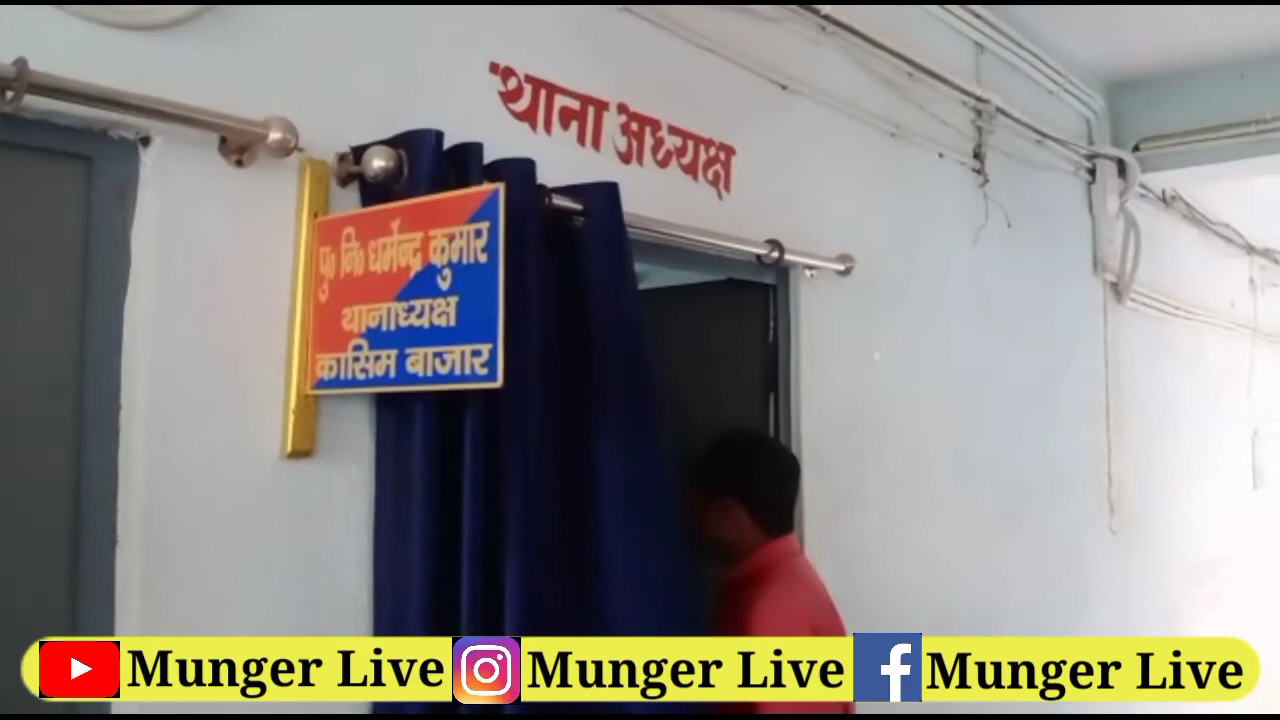 थाना अध्यक्ष
पु० नि० धर्मेन्द्र कुमार
थानाध्यक्ष
कासिम बाजार
Munger Live Munger Live Munger Live